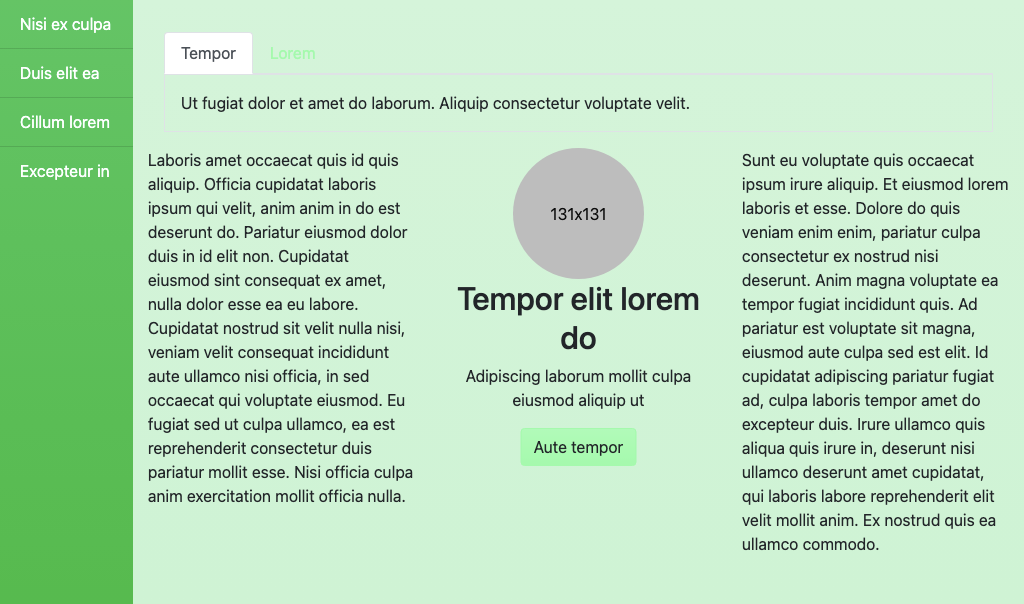 Nisi ex culpa
Duis elit ea
Cillum lorem
Excepteur in
Tempor
Lorem
Ut fugiat dolor et amet do laborum. Aliquip consectetur voluptate velit.
Laboris amet occaecat quis id quis
aliquip. Officia cupidatat laboris
ipsum qui velit, anim anim in do est
deserunt do. Pariatur eiusmod dolor
duis in id elit non. Cupidatat
eiusmod sint consequat ex amet,
nulla dolor esse ea eu labore.
Cupidatat nostrud sit velit nulla nisi,
veniam velit consequat incididunt
aute ullamco nisi officia, in sed
occaecat qui voluptate eiusmod. Eu
fugiat sed ut culpa ullamco, ea est
reprehenderit consectetur duis
pariatur mollit esse. Nisi officia culpa
anim exercitation mollit officia nulla.
131x131
Tempor elit lorem
do
Adipiscing laborum mollit culpa
eiusmod aliquip ut
Aute tempor
Sunt eu voluptate quis occaecat
ipsum irure aliquip. Et eiusmod lorem
laboris et esse. Dolore do quis
veniam enim enim, pariatur culpa
consectetur ex nostrud nisi
deserunt. Anim magna voluptate ea
tempor fugiat incididunt quis. Ad
pariatur est voluptate sit magna,
eiusmod aute culpa sed est elit. Id
cupidatat adipiscing pariatur fugiat
ad, culpa laboris tempor amet do
excepteur duis. Irure ullamco quis
aliqua quis irure in, deserunt nisi
ullamco deserunt amet cupidatat,
qui laboris labore reprehenderit elit
velit mollit anim. Ex nostrud quis ea
ullamco commodo.